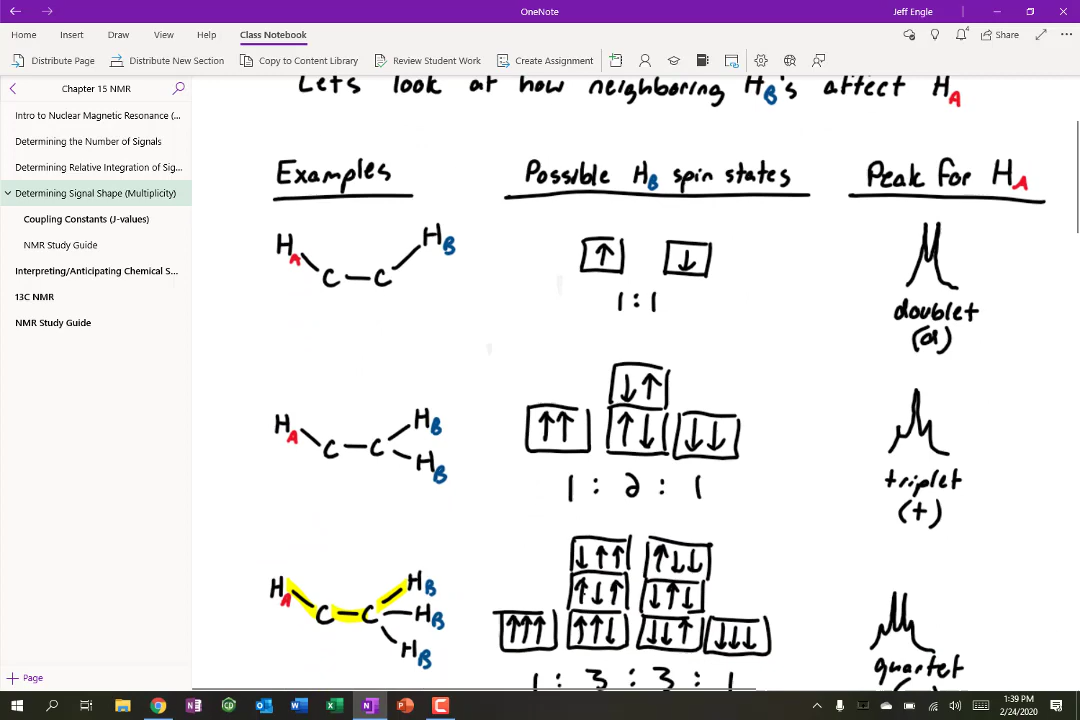 OneNote
Jeff Engle
Home Insert Draw View Help Class Notebook
Share
Distribute Page Distribute New Section Copy to Content Library Review Student Work Create Assignment
Chapter 15 NMR
Intro to Nuclear Magnetic Resonance (...
Determining the Number of Signals
Determining Relative Integration of Sig...
Determining Signal Shape (Multiplicity)
Coupling Constants (J-values)
NMR Study Guide
Interpreting/Anticipating Chemical S...
13C NMR
NMR Study Guide
Page
Lets look at how neighboring HB's affect HA
Examples Possible HB spin states Peak for HA
HA C C HB
↑ ↓
1:1
doublet
(d)
HA C C HB HB
↓↑
↑↑ ↑↓ ↓↓
1 : 2 : 1
triplet
(t)
HA C C HB HB HB
↓↑↑ ↑↓↓
↑↓↑ ↓↑↓
↑↑↑ ↑↑↓ ↓↓↑ ↓↓↓
1 : 3 : 3 : 1
quartet
1:39 PM
2/24/2020